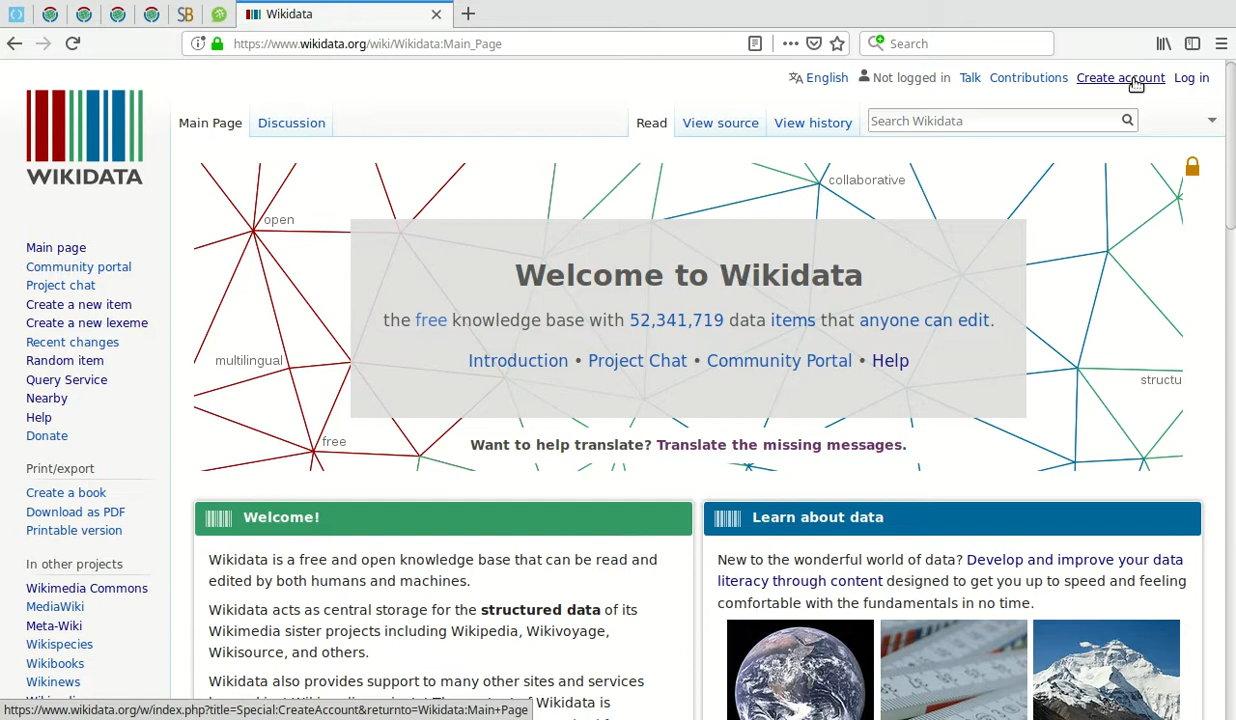 SB
Wikidata
https://www.wikidata.org/wiki/Wikidata:Main_Page
Search
English
Not logged in
Talk
Contributions
Create account
Log in
WIKIDATA
Main Page
Discussion
Read
View source
View history
Search Wikidata
open
collaborative
multilingual
structu
free
Welcome to Wikidata
the free knowledge base with 52,341,719 data items that anyone can edit.
Introduction • Project Chat • Community Portal • Help
Want to help translate? Translate the missing messages.
Main page
Community portal
Project chat
Create a new item
Create a new lexeme
Recent changes
Random item
Query Service
Nearby
Help
Donate
Print/export
Create a book
Download as PDF
Printable version
In other projects
Wikimedia Commons
MediaWiki
Meta-Wiki
Wikispecies
Wikibooks
Wikinews
Welcome!
Wikidata is a free and open knowledge base that can be read and
edited by both humans and machines.
Wikidata acts as central storage for the structured data of its
Wikimedia sister projects including Wikipedia, Wikivoyage,
Wikisource, and others.
Wikidata also provides support to many other sites and services
of Wikidata is
Learn about data
New to the wonderful world of data? Develop and improve your data
literacy through content designed to get you up to speed and feeling
comfortable with the fundamentals in no time.
https://www.wikidata.org/w/index.php?title=Special:CreateAccount&returnto=Wikidata:Main+Page